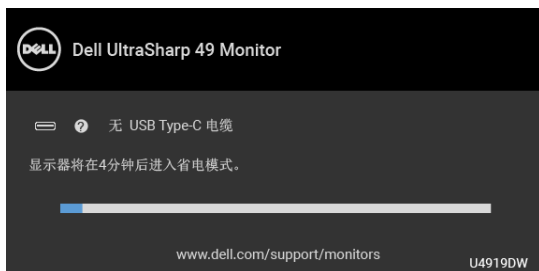 DELL
Dell UltraSharp 49 Monitor
? 无 USB Type-C 电缆
显示器将在4分钟后进入省电模式。
www.dell.com/support/monitors
U4919DW